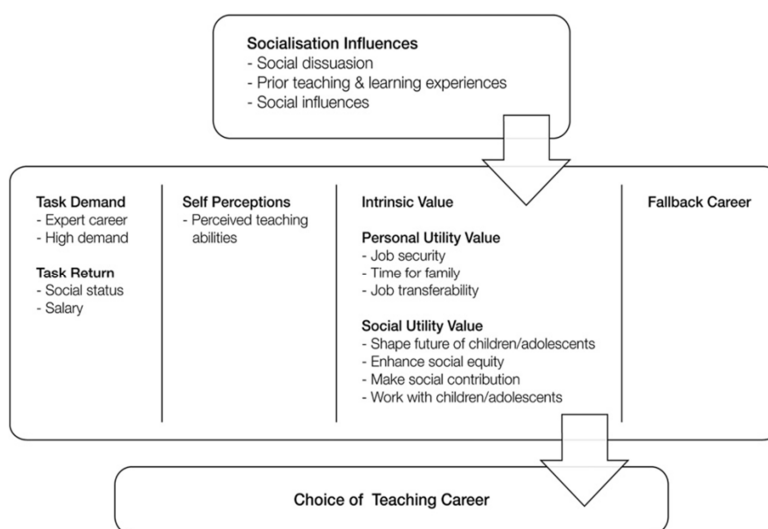 Socialisation Influences
- Social dissuasion
- Prior teaching & learning experiences
- Social influences
Task Demand
- Expert career
- High demand
Task Return
- Social status
- Salary
Self Perceptions
- Perceived teaching
abilities
Intrinsic Value
Personal Utility Value
- Job security
- Time for family
- Job transferability
Social Utility Value
- Shape future of children/adolescents
- Enhance social equity
- Make social contribution
- Work with children/adolescents
Fallback Career
Choice of Teaching Career